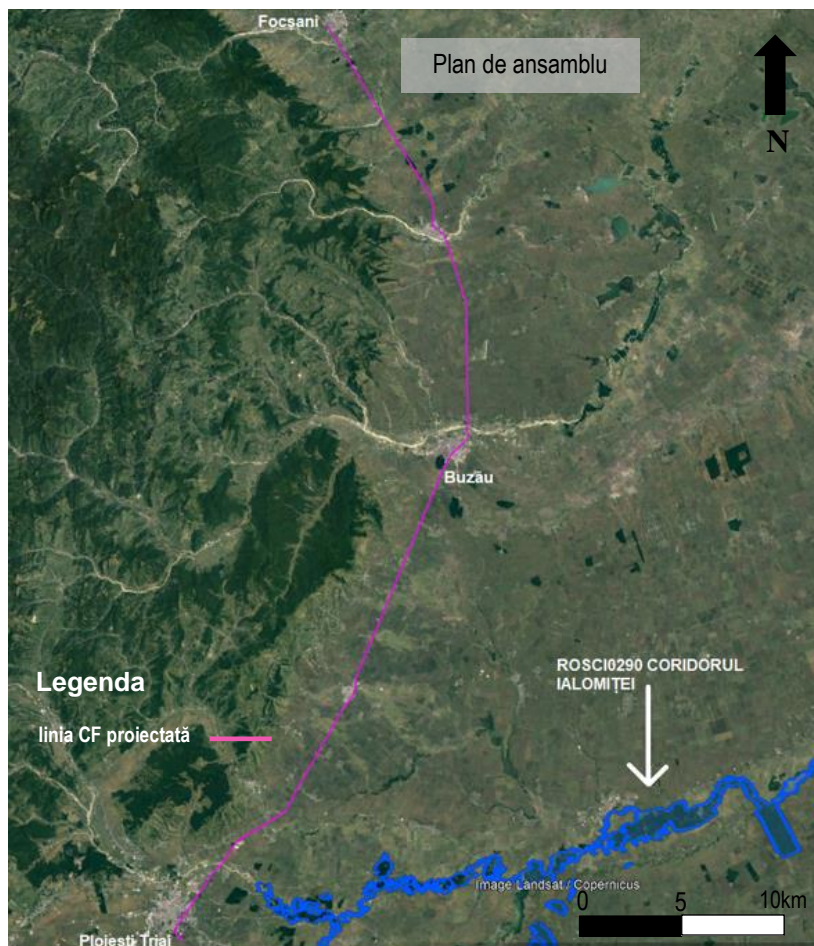 Focșani
Plan de ansamblu
N
Buzău
ROSCI0290 CORIDORUL
IALOMIȚEI
Legenda
linia CF proiectată
Image Landsat / Copernicus
0 5 10km
Ploiești Triaj